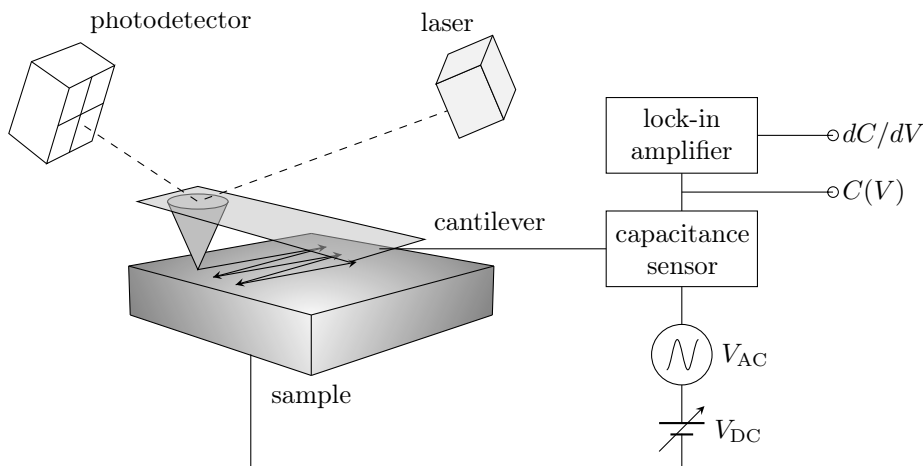 photodetector
laser
lock-in
amplifier
dC/dV
C(V)
cantilever
capacitance
sensor
V_AC
sample
V_DC